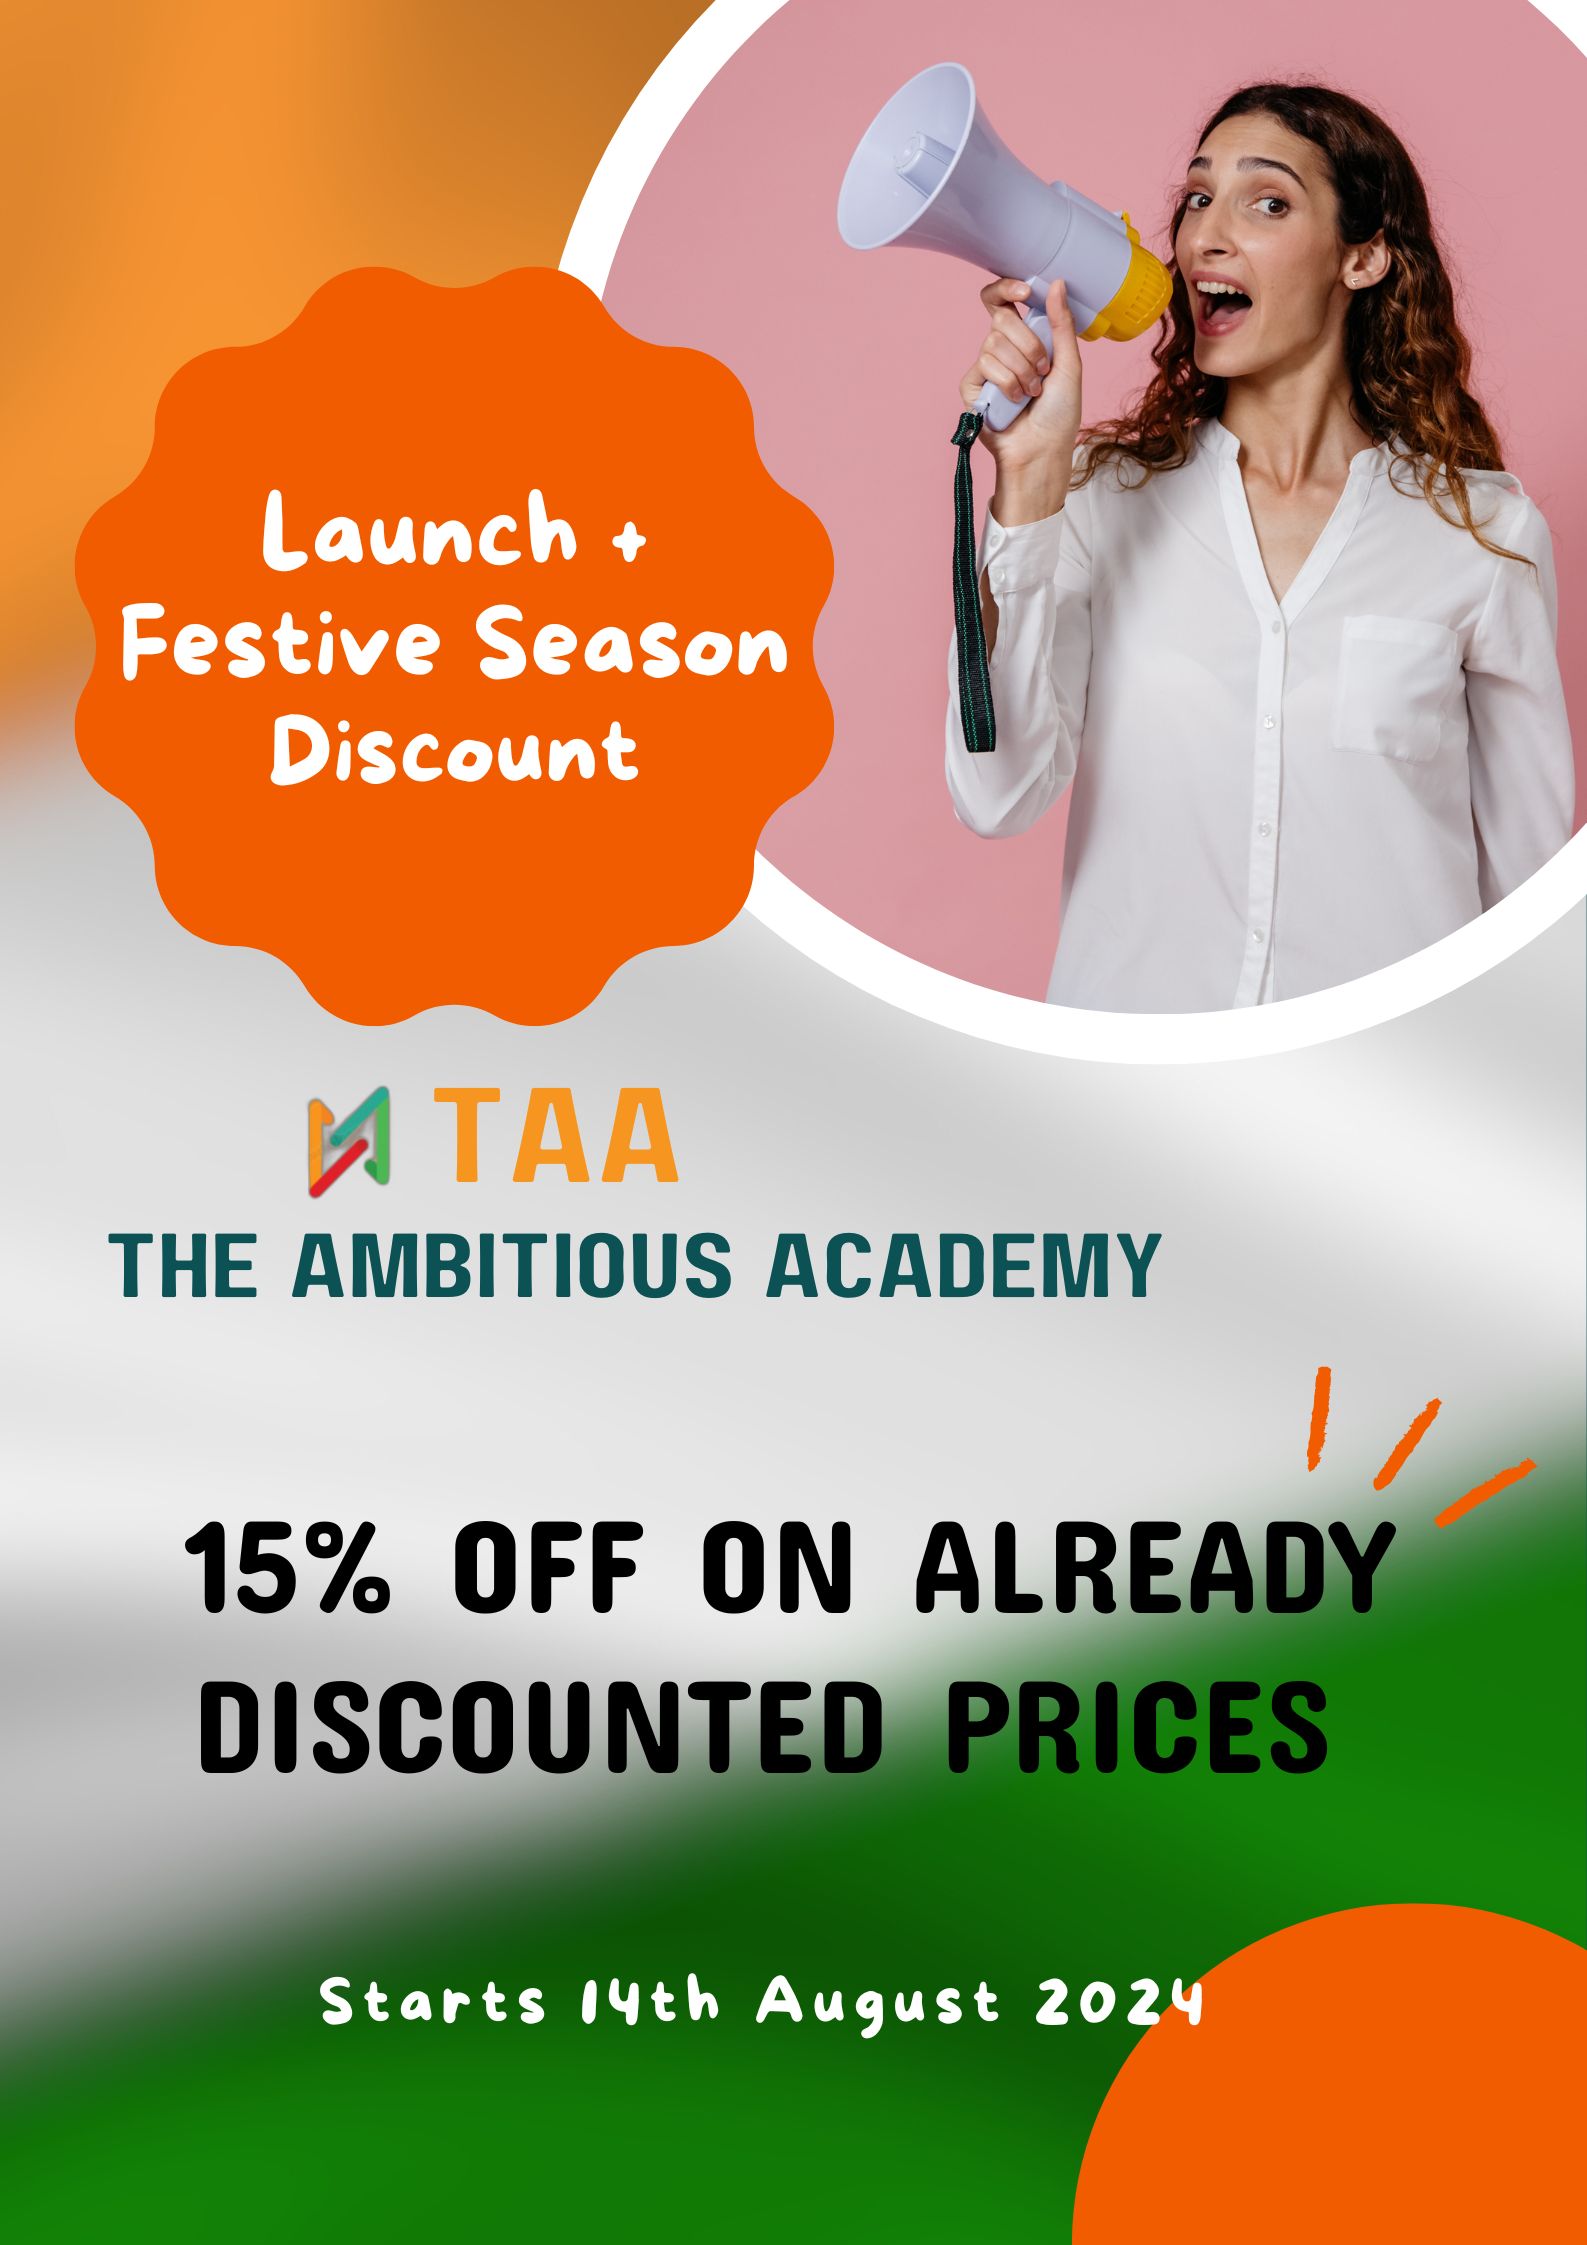 Launch +
Festive Season
Discount
TAA
THE AMBITIOUS ACADEMY
15% OFF ON ALREADY
DISCOUNTED PRICES
Starts 14th August 2024